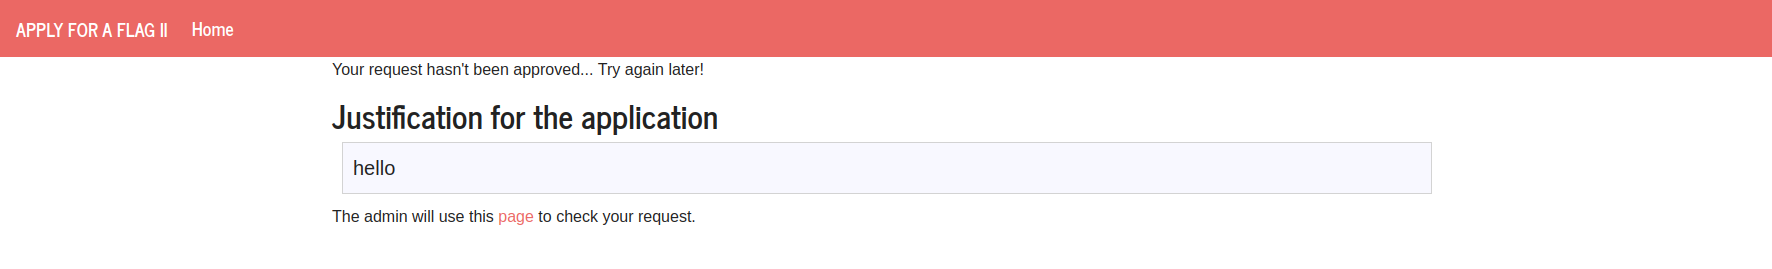 APPLY FOR A FLAG II Home
Your request hasn't been approved... Try again later!
Justification for the application
hello
The admin will use this page to check your request.